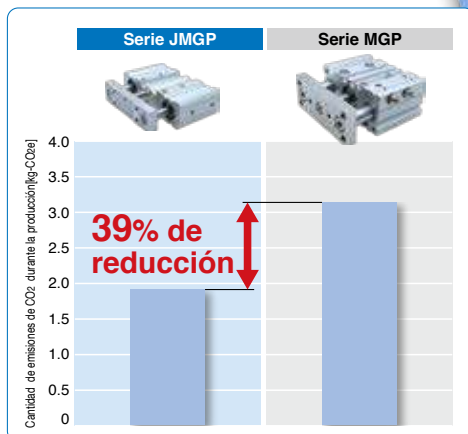 Serie JMGP
Serie MGP
Cantidad de emisiones de CO2 durante la producción[kg-CO2e]
4.0
3.5
3.0
2.5
2.0
1.5
1.0
0.5
0
39% de
reducción